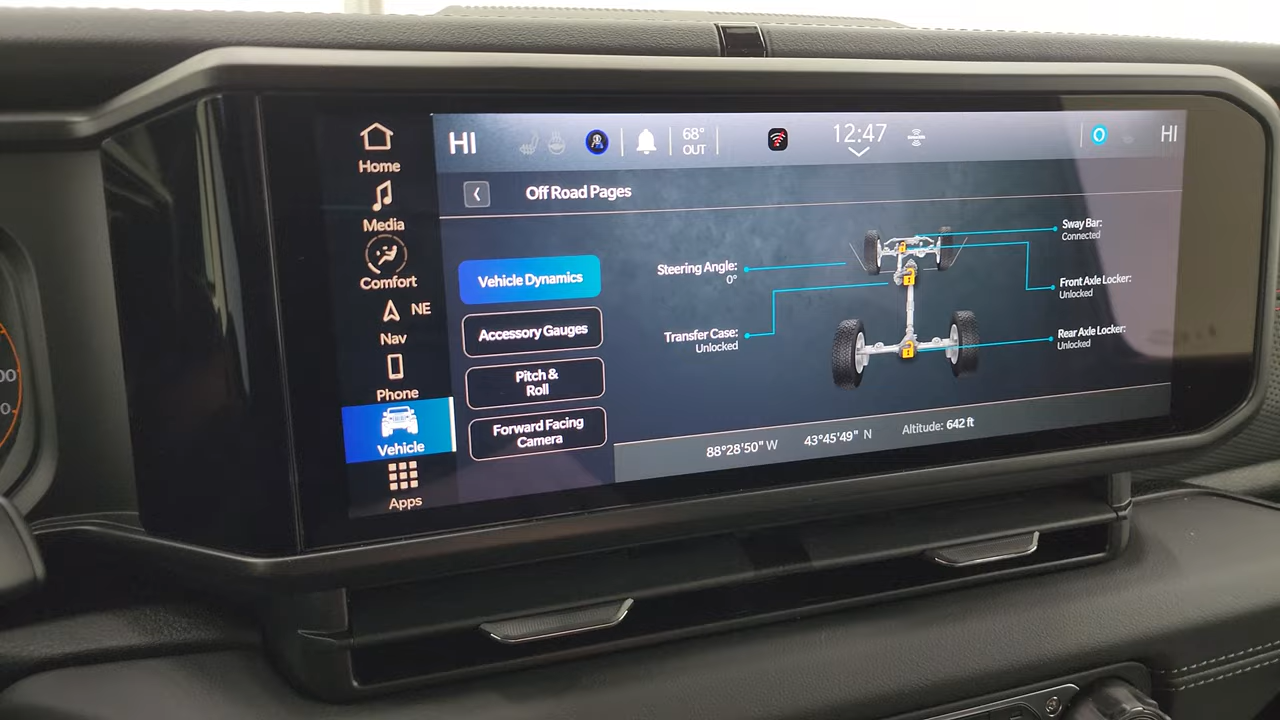 HI
68°
OUT
12:47
HI
Home
Media
Comfort
NE
Nav
Phone
Vehicle
Apps
Off Road Pages
Vehicle Dynamics
Accessory Gauges
Pitch &
Roll
Forward Facing
Camera
Steering Angle:
0°
Transfer Case:
Unlocked
Sway Bar:
Connected
Front Axle Locker:
Unlocked
Rear Axle Locker:
Unlocked
88°28'50" W
43°45'49" N
Altitude: 642 ft